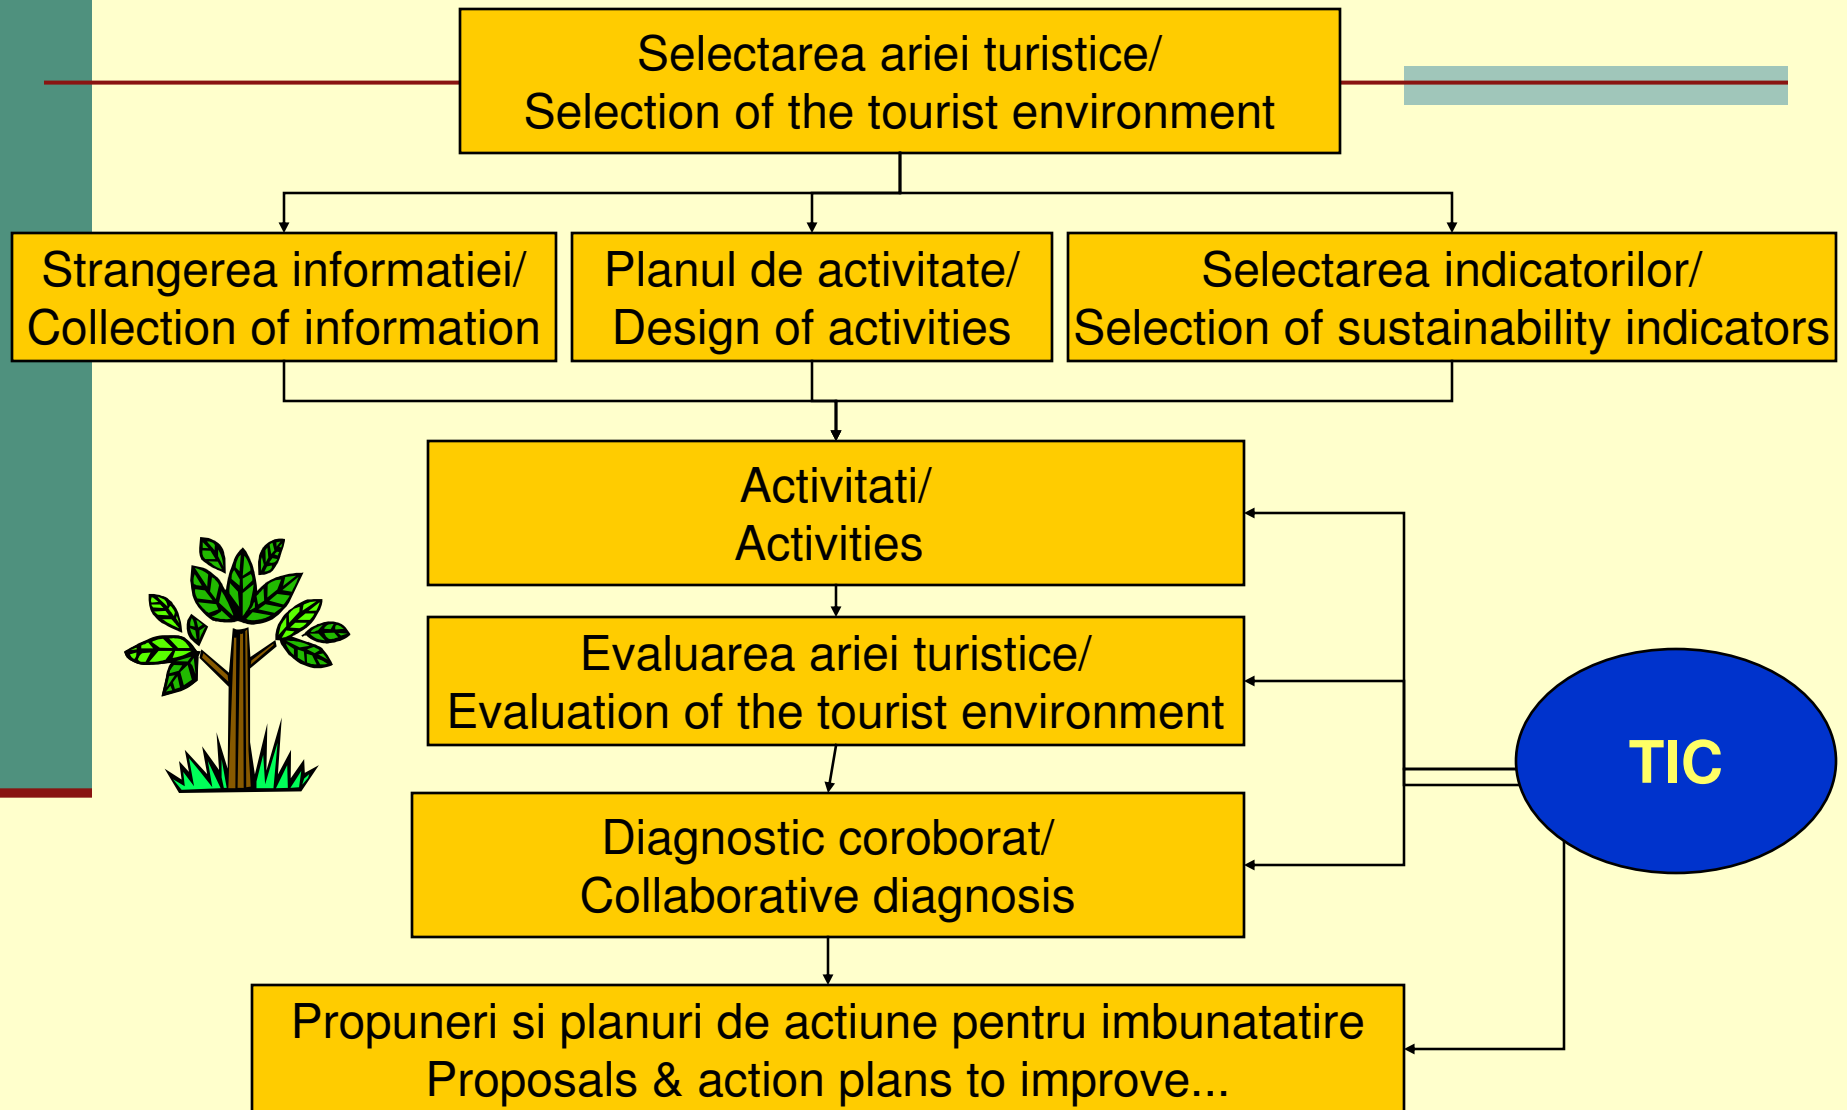 Selectarea ariei turistice/
Selection of the tourist environment
Strangerea informatiei/
Collection of information
Planul de activitate/
Design of activities
Selectarea indicatorilor/
Selection of sustainability indicators
Activitati/
Activities
Evaluarea ariei turistice/
Evaluation of the tourist environment
TIC
Diagnostic coroborat/
Collaborative diagnosis
Propuneri si planuri de actiune pentru imbunatatire
Proposals & action plans to improve...